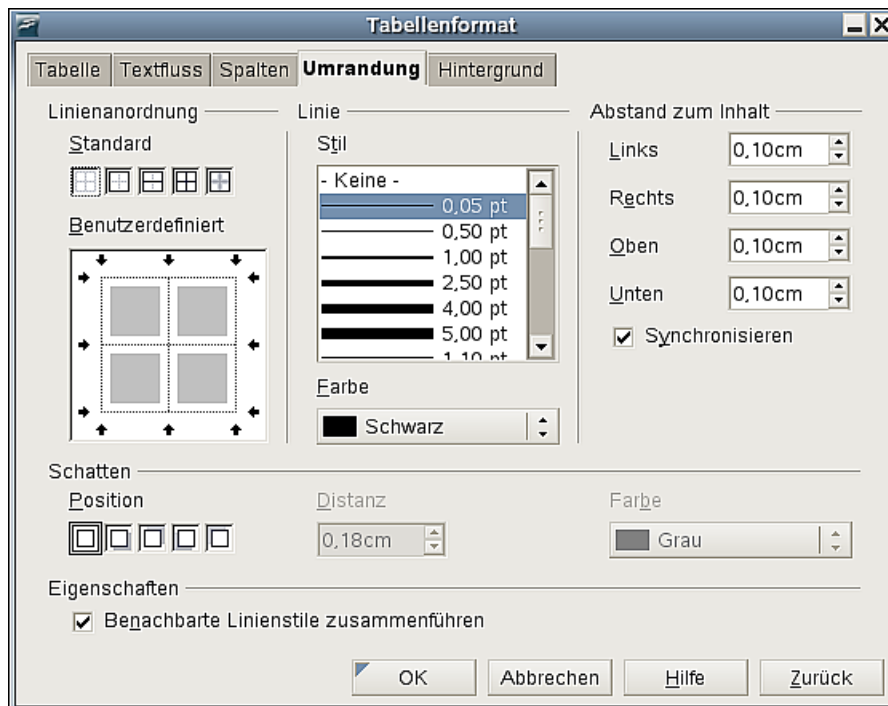 Tabellenformat
Tabelle Textfluss Spalten Umrandung Hintergrund
Linienanordnung
Standard
Benutzerdefiniert
Linie
Stil
- Keine -
0,05 pt
0,50 pt
1,00 pt
2,50 pt
4,00 pt
5,00 pt
1,10 pt
Farbe
Schwarz
Abstand zum Inhalt
Links 0,10cm
Rechts 0,10cm
Oben 0,10cm
Unten 0,10cm
Synchronisieren
Schatten
Position
Distanz
0,18cm
Farbe
Grau
Eigenschaften
Benachbarte Linienstile zusammenführen
OK Abbrechen Hilfe Zurück